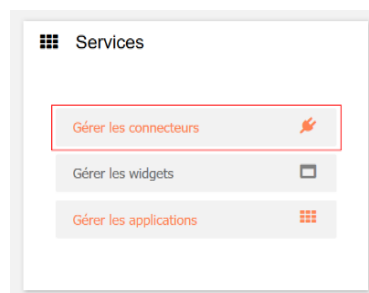 Services
Gérer les connecteurs
Gérer les widgets
Gérer les applications